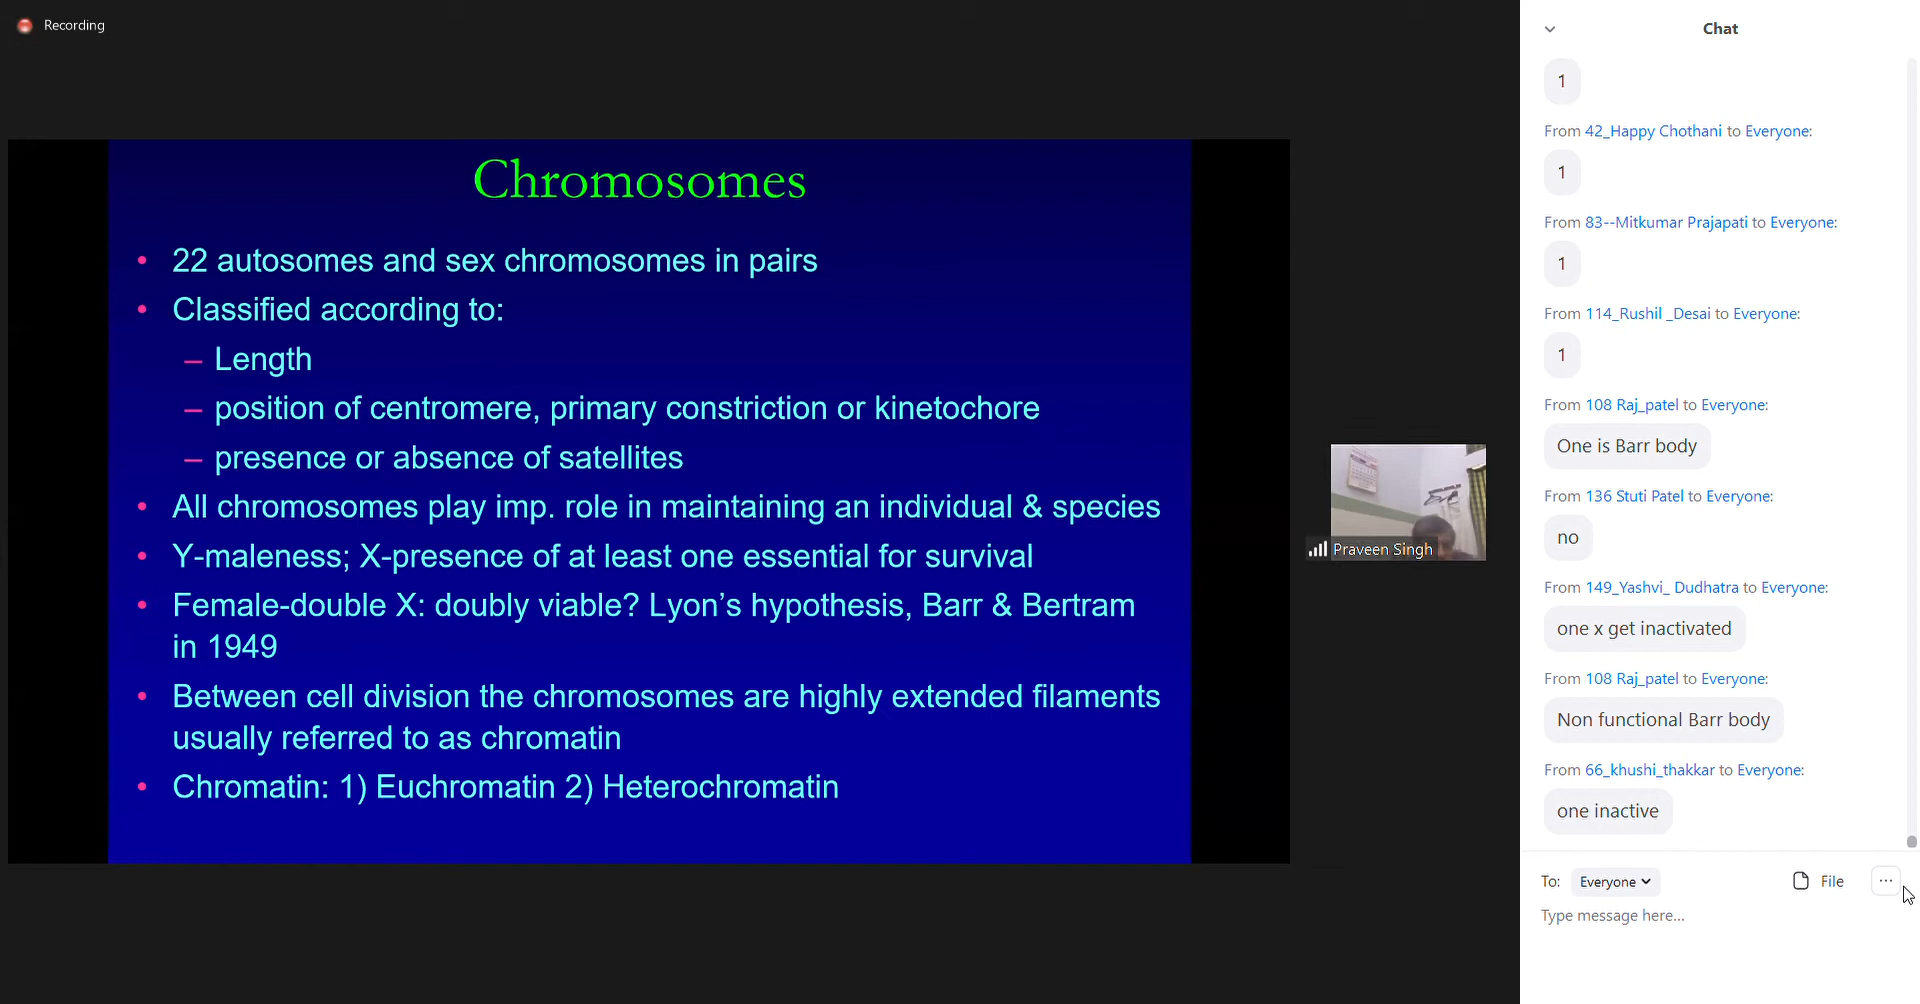 Recording
Chromosomes
• 22 autosomes and sex chromosomes in pairs
• Classified according to:
– Length
– position of centromere, primary constriction or kinetochore
– presence or absence of satellites
• All chromosomes play imp. role in maintaining an individual & species
• Y-maleness; X-presence of at least one essential for survival
• Female-double X: doubly viable? Lyon's hypothesis, Barr & Bertram
in 1949
• Between cell division the chromosomes are highly extended filaments
usually referred to as chromatin
• Chromatin: 1) Euchromatin 2) Heterochromatin
Praveen Singh
Chat
1
From 42_Happy Chothani to Everyone:
1
From 83--Mitkumar Prajapati to Everyone:
1
From 114_Rushil _Desai to Everyone:
1
From 108 Raj_patel to Everyone:
One is Barr body
From 136 Stuti Patel to Everyone:
no
From 149_Yashvi_ Dudhatra to Everyone:
one x get inactivated
From 108 Raj_patel to Everyone:
Non functional Barr body
From 66_khushi_thakkar to Everyone:
one inactive
To: Everyone File ...
Type message here...